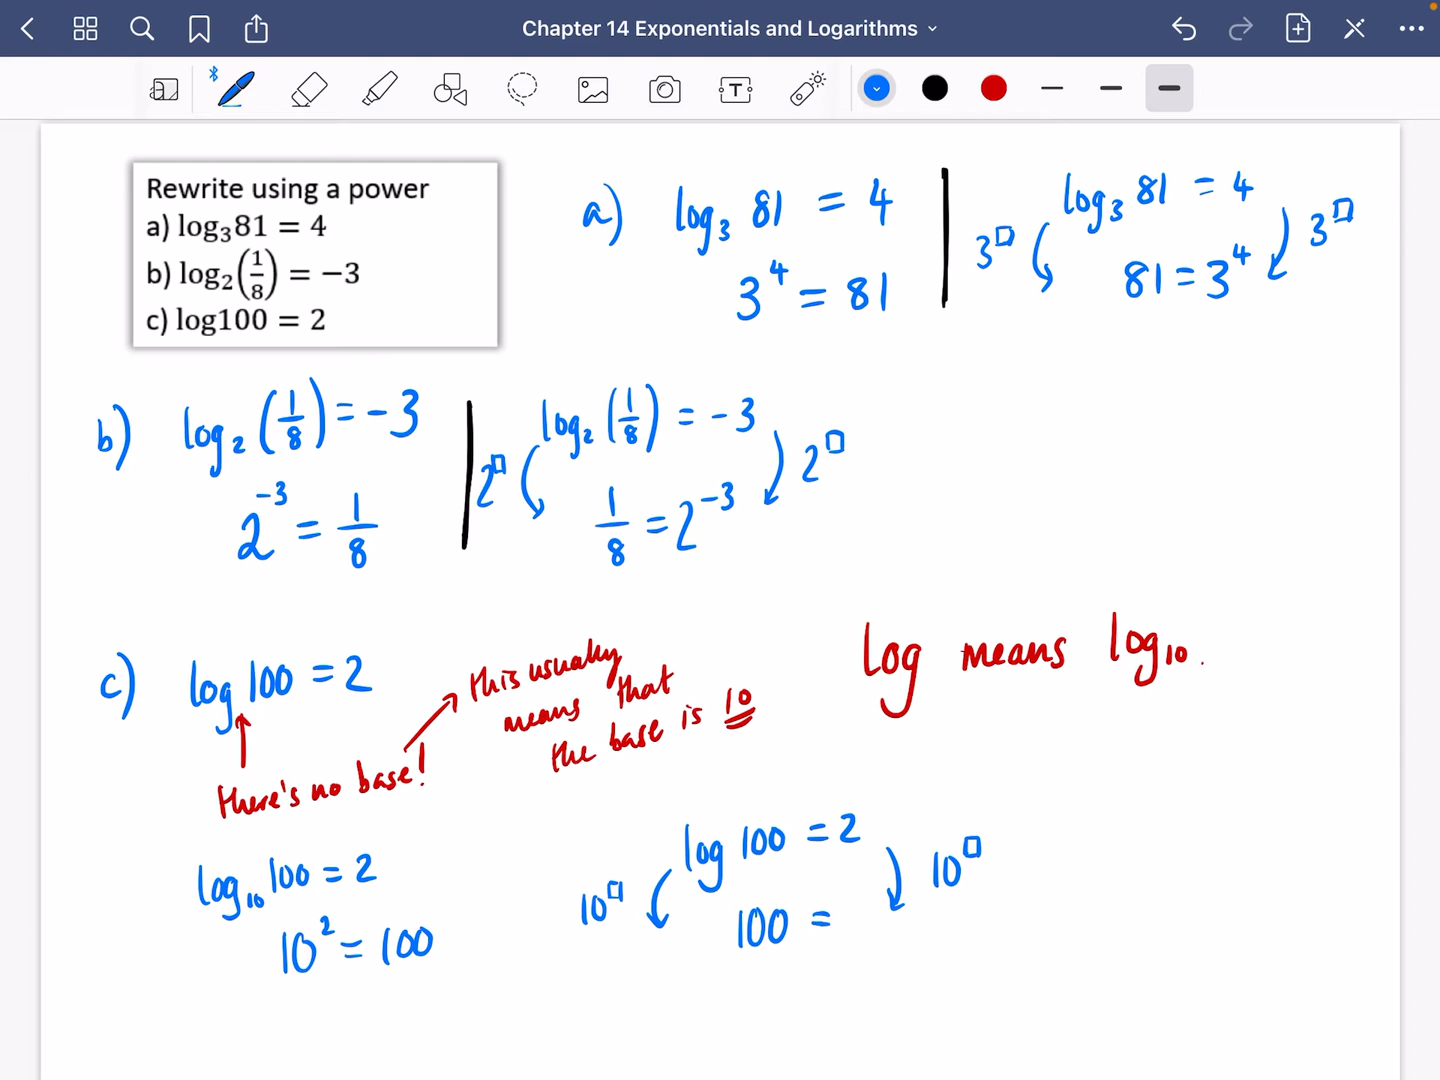 Chapter 14 Exponentials and Logarithms
T
Rewrite using a power
a) log₃81 = 4
b) log₂(1/8) = −3
c) log100 = 2
a) log₃ 81 = 4
3⁴ = 81
log₃ 81 = 4
3^□ 3^□
81 = 3⁴
b) log₂ (1/8) = -3
2⁻³ = 1/8
log₂ (1/8) = -3
2^□ 2^□
1/8 = 2⁻³
c) log 100 = 2
there's no base!
this usually
means that
the base is 10
log means log₁₀.
log₁₀ 100 = 2
10² = 100
log 100 = 2
10^□ 10^□
100 =